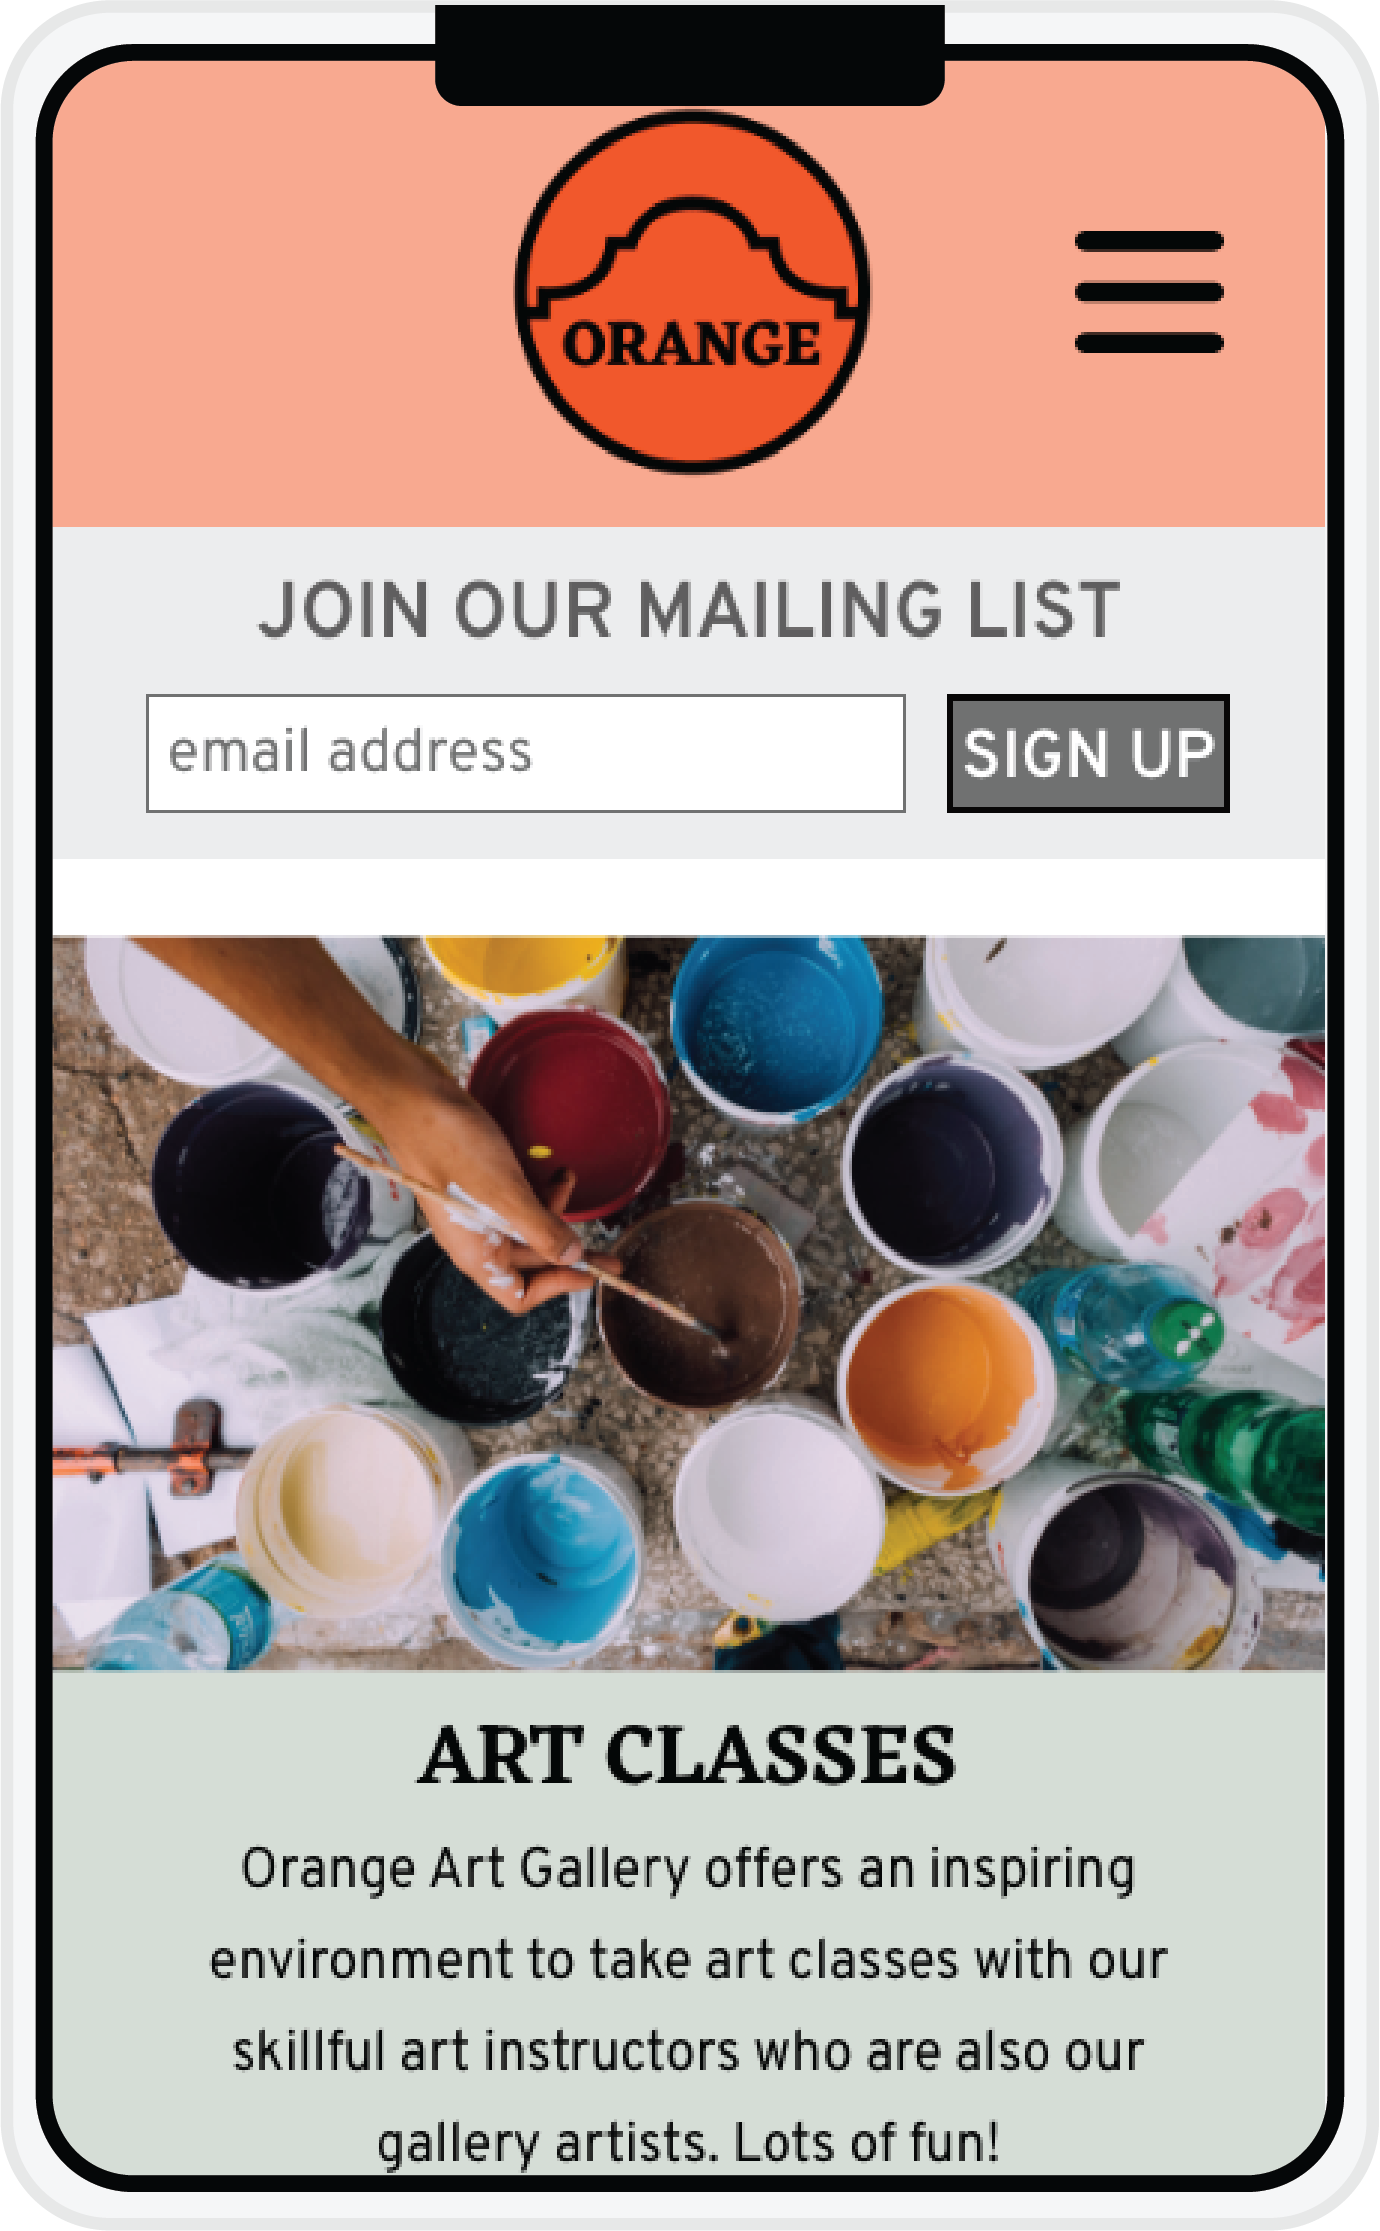 ORANGE
JOIN OUR MAILING LIST
email address
SIGN UP
ART CLASSES
Orange Art Gallery offers an inspiring
environment to take art classes with our
skillful art instructors who are also our
gallery artists. Lots of fun!